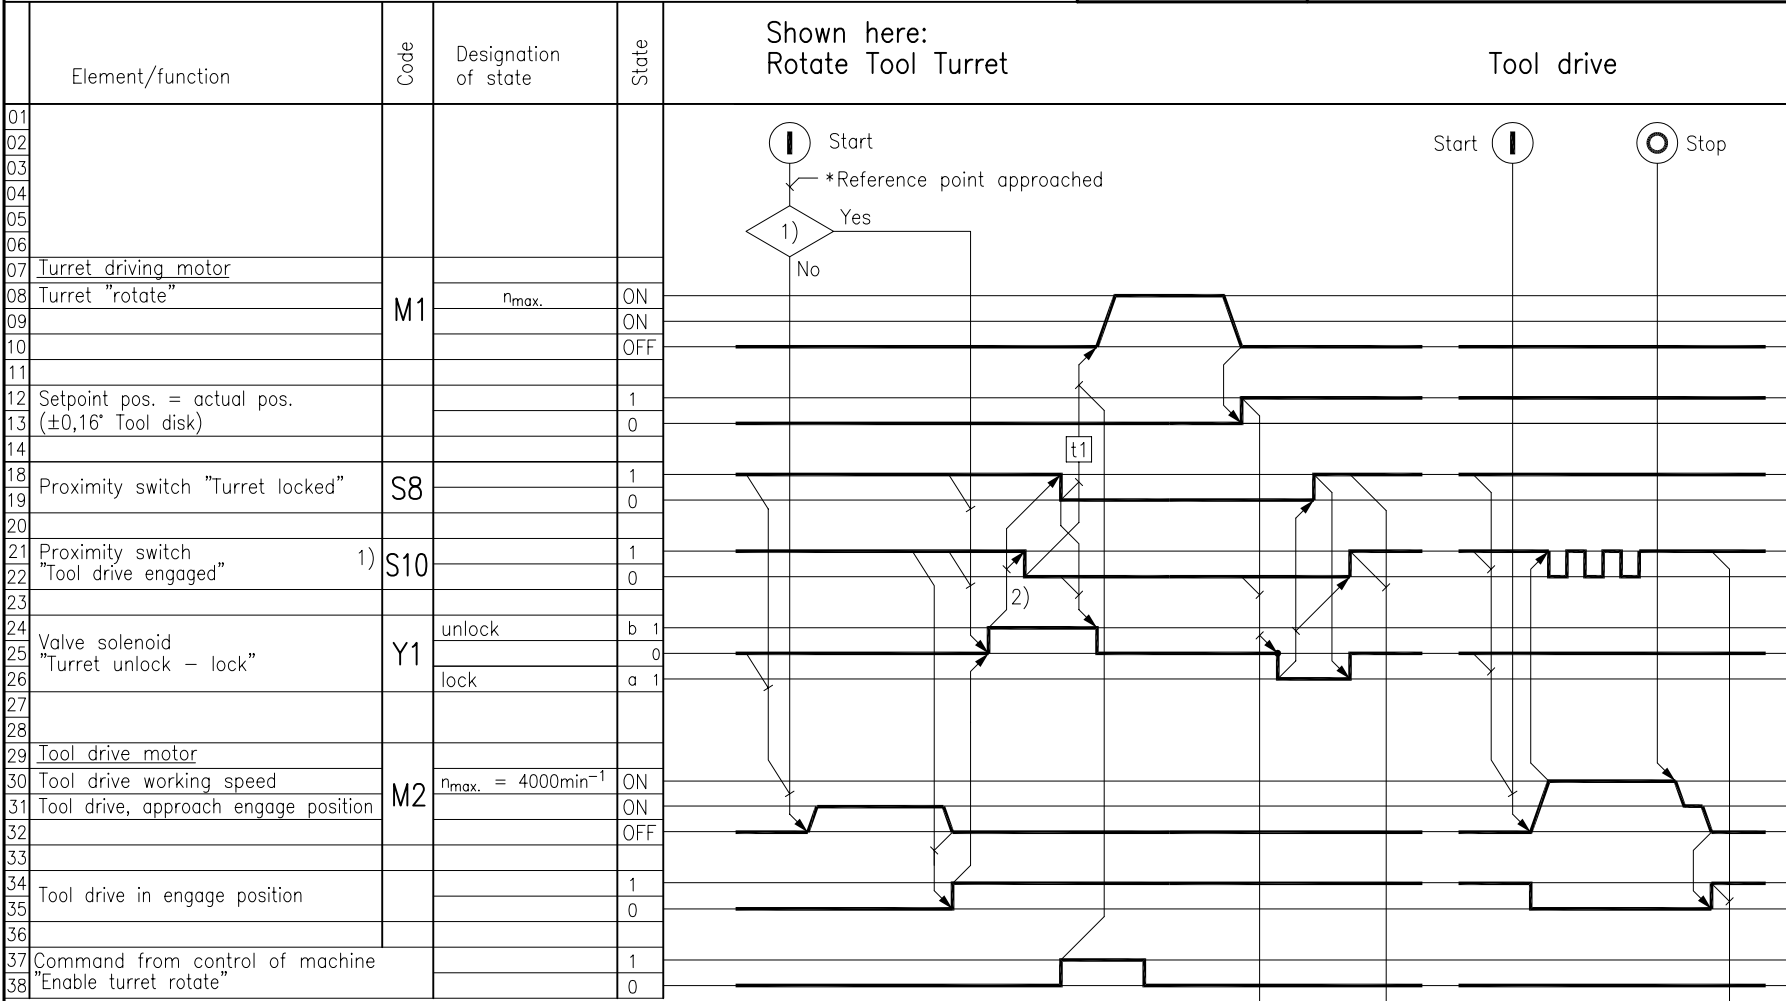 Element/function
Code
Designation
of state
State
Shown here:
Rotate Tool Turret
Tool drive
01
02
03
04
05
06
Start
*Reference point approached
1)
Yes
No
Start
Stop
07 Turret driving motor
08 Turret "rotate" M1 nmax. ON
09 ON
10 OFF
11
12 Setpoint pos. = actual pos. 1
13 (±0,16° Tool disk) 0
14
t1
18 1
Proximity switch "Turret locked" S8
19 0
20
21 Proximity switch 1) S10 1
22 "Tool drive engaged" 0
23
2)
24 unlock b 1
Valve solenoid Y1
25 "Turret unlock – lock" 0
26 lock a 1
27
28
29 Tool drive motor
30 Tool drive working speed M2 nmax. = 4000min⁻¹ ON
31 Tool drive, approach engage position ON
32 OFF
33
34 1
Tool drive in engage position
35 0
36
37 Command from control of machine 1
38 "Enable turret rotate" 0